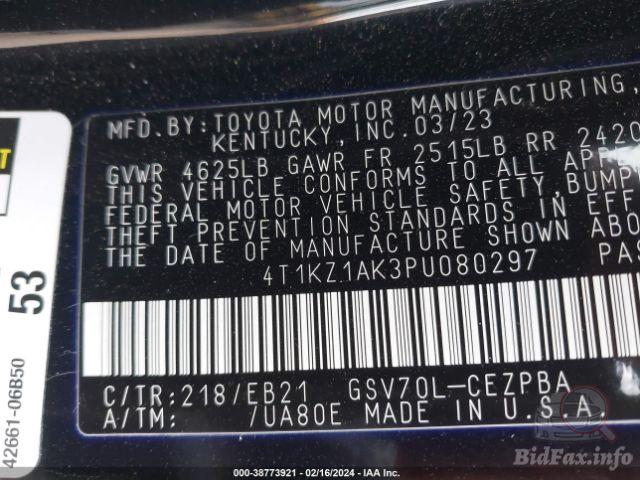 MFD.BY:TOYOTA MOTOR MANUFACTURING,
KENTUCKY,INC.03/23
GVWR 4625LB GAWR FR 2515LB RR 2420
THIS VEHICLE CONFORMS TO ALL APP
FEDERAL MOTOR VEHICLE SAFETY,BUMP
THEFT PREVENTION STANDARDS IN EFF
THE DATE OF MANUFACTURE SHOWN ABO
4T1KZ1AK3PU080297 PAS
C/TR:218/EB21 GSV70L-CEZPBA
A/TM: 7UA80E MADE IN U.S.A.
53
42661-06B50
000-38773921 - 02/16/2024 - IAA Inc.
BidFax.info